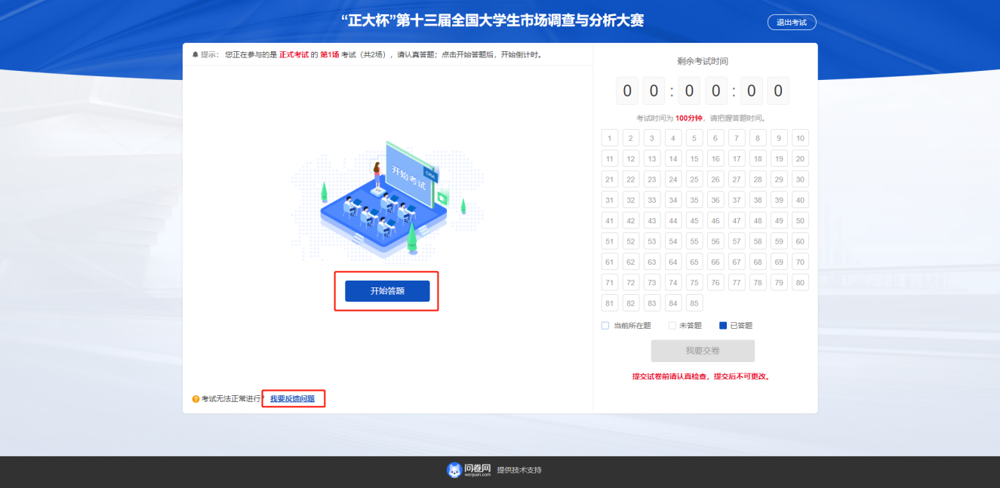 “正大杯”第十三届全国大学生市场调查与分析大赛
退出考试
提示： 您正在参与的是 正式考试 的 第1场 考试（共2场），请认真答题；点击开始答题后，开始倒计时。
开始考试
CRA
开始答题
? 考试无法正常进行? 我要反馈问题
剩余考试时间
0 0 : 0 0 : 0 0
考试时间为 100分钟，请把握答题时间。
1 2 3 4 5 6 7 8 9 10
11 12 13 14 15 16 17 18 19 20
21 22 23 24 25 26 27 28 29 30
31 32 33 34 35 36 37 38 39 40
41 42 43 44 45 46 47 48 49 50
51 52 53 54 55 56 57 58 59 60
61 62 63 64 65 66 67 68 69 70
71 72 73 74 75 76 77 78 79 80
81 82 83 84 85
当前所在题 未答题 已答题
我要交卷
提交试卷前请认真检查，提交后不可更改。
问卷网 提供技术支持
wenjuan.com